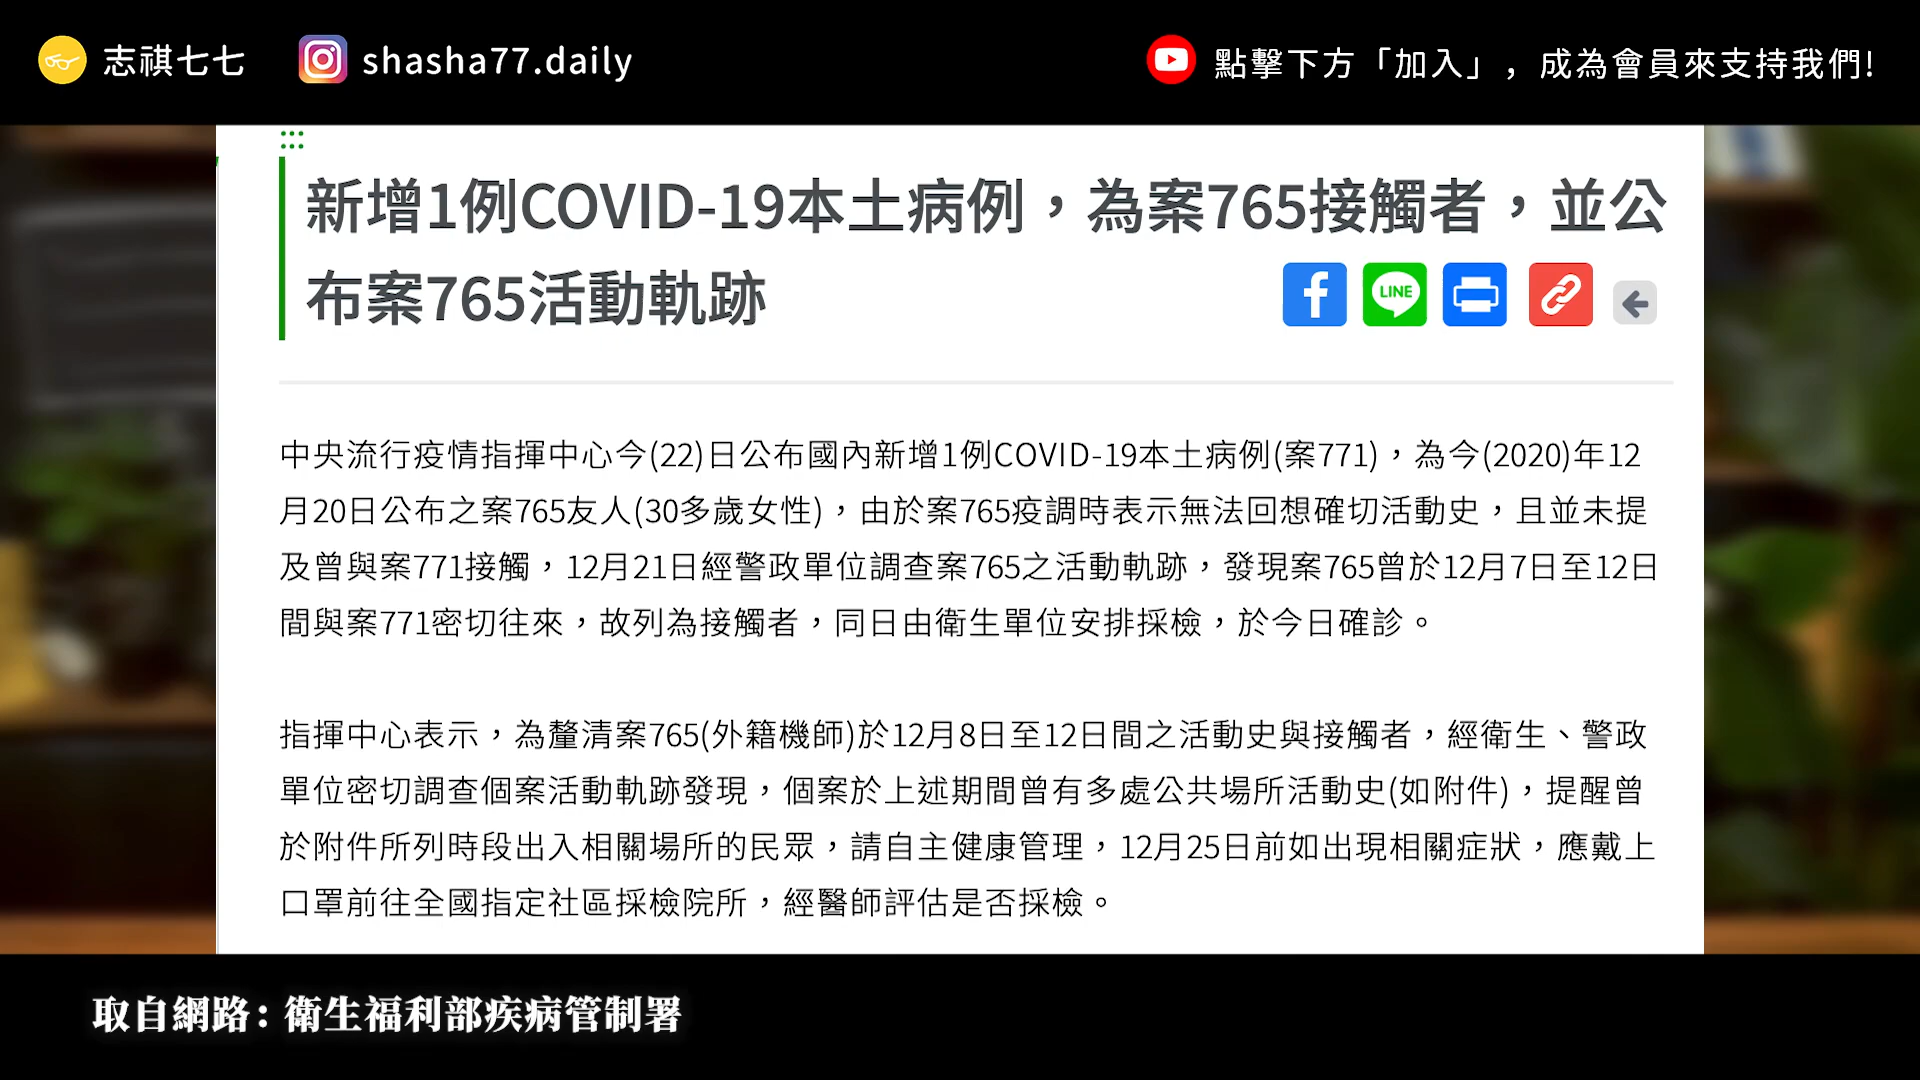 志祺七七
shasha77.daily
點擊下方「加入」，成為會員來支持我們!
新增1例COVID-19本土病例，為案765接觸者，並公
布案765活動軌跡
LINE
中央流行疫情指揮中心今(22)日公布國內新增1例COVID-19本土病例(案771)，為今(2020)年12
月20日公布之案765友人(30多歲女性)，由於案765疫調時表示無法回想確切活動史，且並未提
及曾與案771接觸，12月21日經警政單位調查案765之活動軌跡，發現案765曾於12月7日至12日
間與案771密切往來，故列為接觸者，同日由衛生單位安排採檢，於今日確診。
指揮中心表示，為釐清案765(外籍機師)於12月8日至12日間之活動史與接觸者，經衛生、警政
單位密切調查個案活動軌跡發現，個案於上述期間曾有多處公共場所活動史(如附件)，提醒曾
於附件所列時段出入相關場所的民眾，請自主健康管理，12月25日前如出現相關症狀，應戴上
口罩前往全國指定社區採檢院所，經醫師評估是否採檢。
取自網路：衛生福利部疾病管制署